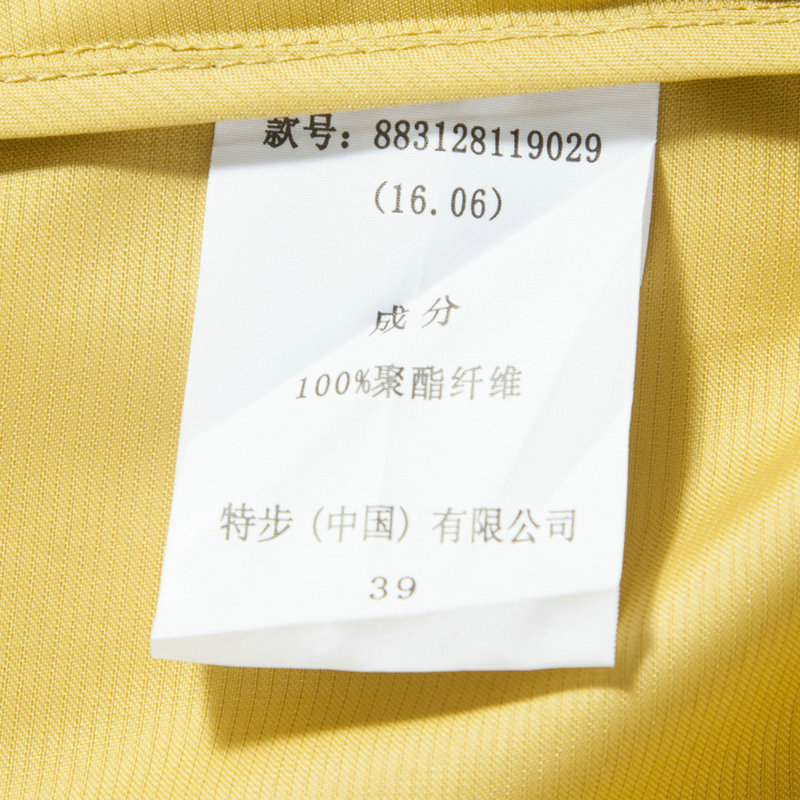 款号：883128119029
(16.06)
成分
100%聚酯纤维
特步(中国)有限公司
39